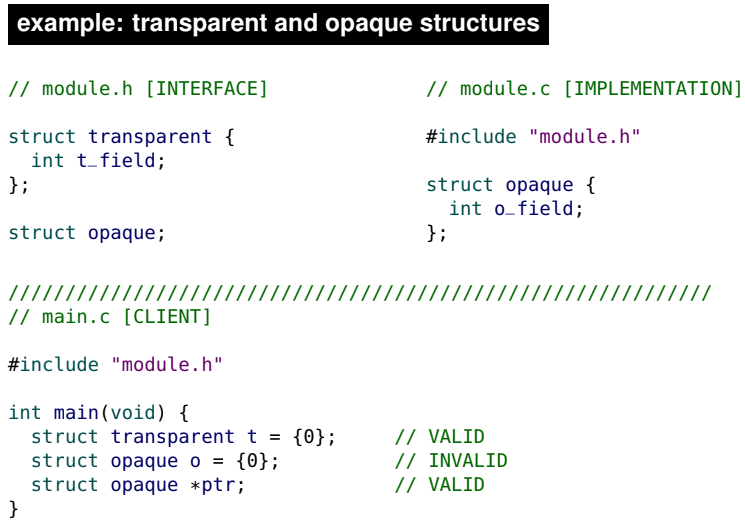 example: transparent and opaque structures
// module.h [INTERFACE]
struct transparent {
  int t_field;
};
struct opaque;
// module.c [IMPLEMENTATION]
#include "module.h"
struct opaque {
  int o_field;
};
//////////////////////////////////////////////////////////////
// main.c [CLIENT]
#include "module.h"
int main(void) {
  struct transparent t = {0};     // VALID
  struct opaque o = {0};          // INVALID
  struct opaque *ptr;             // VALID
}